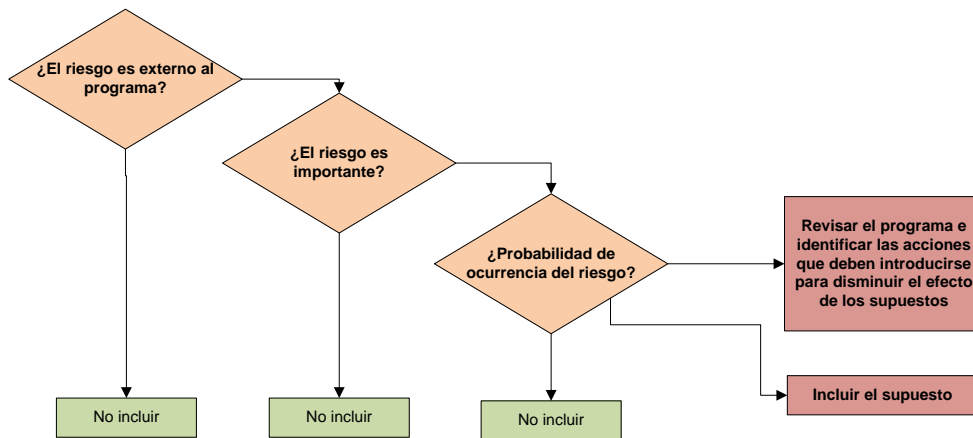 ¿El riesgo es externo al
programa?
¿El riesgo es
importante?
¿Probabilidad de
ocurrencia del riesgo?
Revisar el programa e
identificar las acciones
que deben introducirse
para disminuir el efecto
de los supuestos
Incluir el supuesto
No incluir
No incluir
No incluir